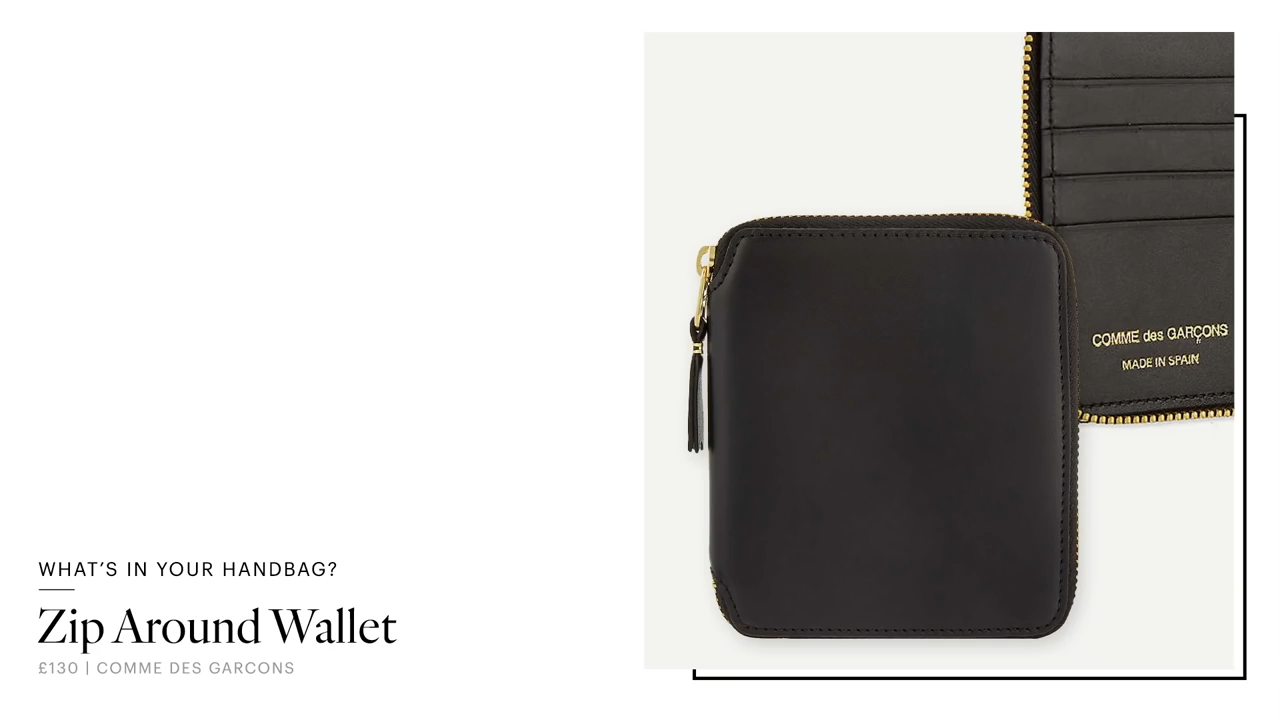 COMME des GARÇONS
MADE IN SPAIN
WHAT’S IN YOUR HANDBAG?
Zip Around Wallet
£130 | COMME DES GARCONS